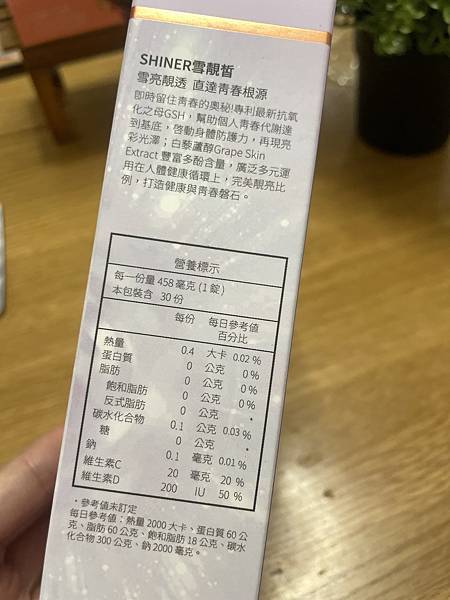 SHINER雪靚皙
雪亮靚透 直達青春根源
即時留住青春的奧秘!專利最新抗氧
化之母GSH，幫助個人青春代謝達
到基底，啓動身體防護力，再現亮
彩光澤；白藜蘆醇Grape Skin
Extract 豐富多酚含量，廣泛多元運
用在人體健康循環上，完美靚亮比
例，打造健康與青春磐石。
營養標示
每一份量 458 毫克 (1 錠)
本包裝含 30 份
每份 每日參考值
百分比
熱量 0.4 大卡 0.02 %
蛋白質 0 公克 0 %
脂肪 0 公克 0 %
飽和脂肪 0 公克 0 %
反式脂肪 0 公克 *
碳水化合物 0.1 公克 0.03 %
糖 0 公克 *
鈉 0.1 毫克 0.01 %
維生素C 20 毫克 20 %
維生素D 200 IU 50 %
*參考值未訂定
每日參考值：熱量 2000 大卡、蛋白質 60 公
克、脂肪 60 公克、飽和脂肪 18 公克、碳水
化合物 300 公克、鈉 2000 毫克。